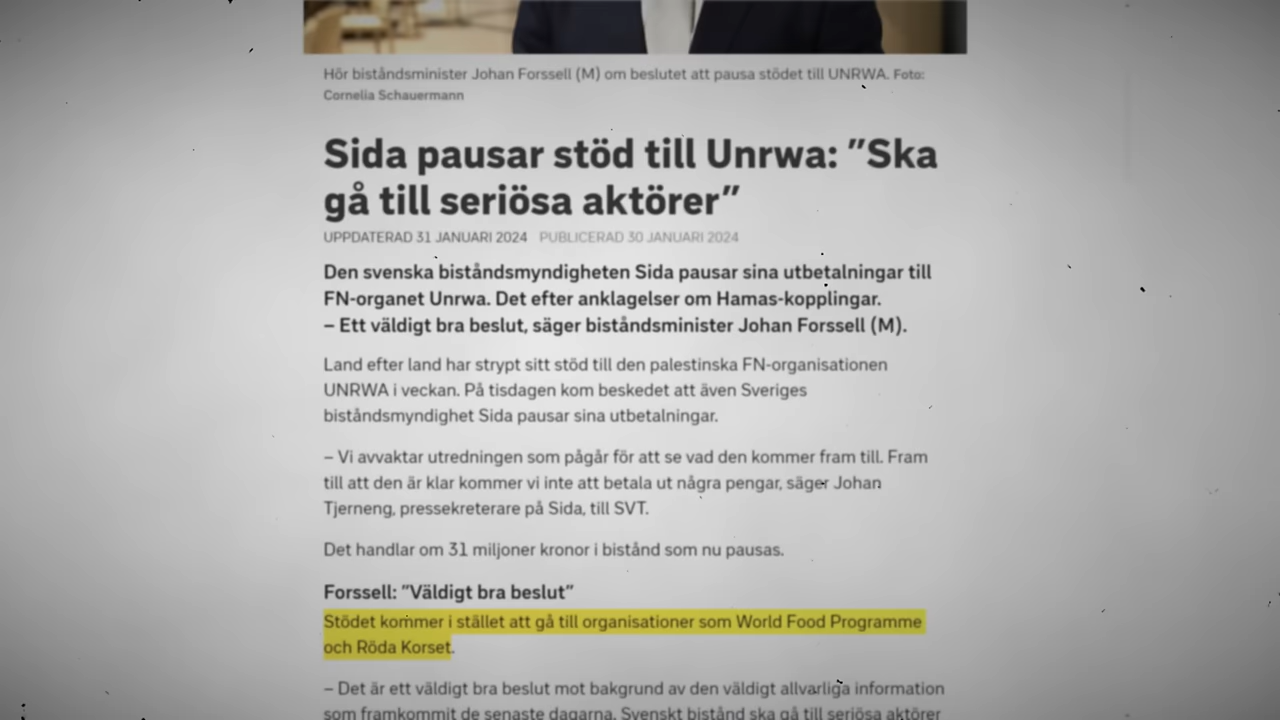 Hör biståndsminister Johan Forssell (M) om beslutet att pausa stödet till UNRWA. Foto:
Cornelia Schauermann
Sida pausar stöd till Unrwa: ”Ska
gå till seriösa aktörer”
UPPDATERAD 31 JANUARI 2024 PUBLICERAD 30 JANUARI 2024
Den svenska biståndsmyndigheten Sida pausar sina utbetalningar till
FN-organet Unrwa. Det efter anklagelser om Hamas-kopplingar.
– Ett väldigt bra beslut, säger biståndsminister Johan Forssell (M).
Land efter land har strypt sitt stöd till den palestinska FN-organisationen
UNRWA i veckan. På tisdagen kom beskedet att även Sveriges
biståndsmyndighet Sida pausar sina utbetalningar.
– Vi avvaktar utredningen som pågår för att se vad den kommer fram till. Fram
till att den är klar kommer vi inte att betala ut några pengar, säger Johan
Tjerneng, pressekreterare på Sida, till SVT.
Det handlar om 31 miljoner kronor i bistånd som nu pausas.
Forssell: ”Väldigt bra beslut”
Stödet kommer i stället att gå till organisationer som World Food Programme
och Röda Korset.
– Det är ett väldigt bra beslut mot bakgrund av den väldigt allvarliga information
som framkommit de senaste dagarna. Svenskt bistånd ska gå till seriösa aktörer